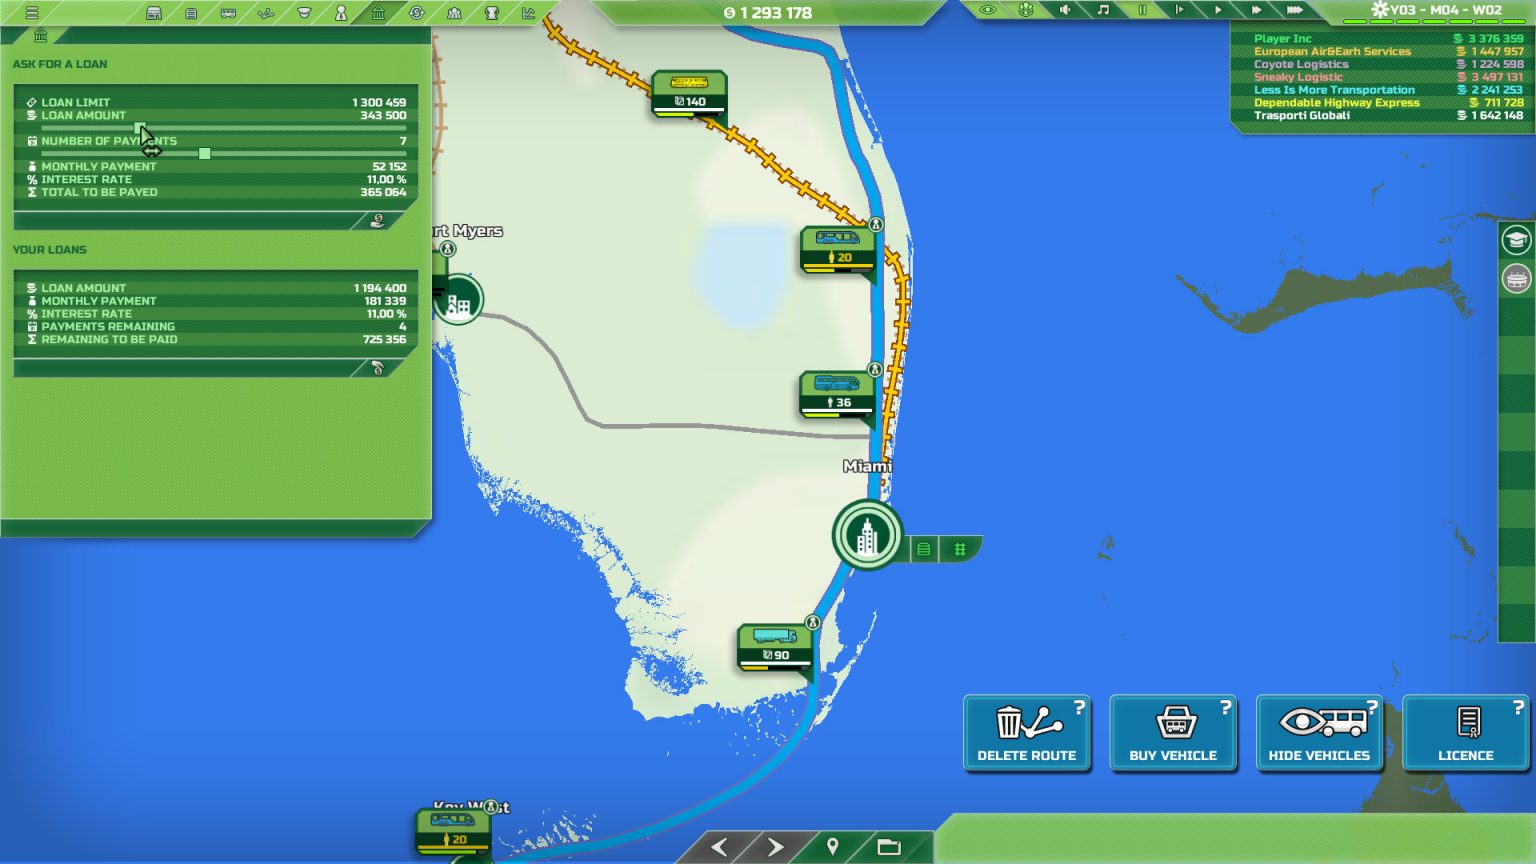 1 293 178
Y03 - M04 - W02
Player Inc 3 376 359
European Air&Earh Services 1 447 957
Coyote Logistics 1 224 598
Sneaky Logistic 3 497 131
Less Is More Transportation 2 241 253
Dependable Highway Express 711 728
Trasporti Globali 1 642 148
ASK FOR A LOAN
LOAN LIMIT 1 300 459
LOAN AMOUNT 343 500
NUMBER OF PAYMENTS 7
MONTHLY PAYMENT 52 152
% INTEREST RATE 11,00 %
Σ TOTAL TO BE PAYED 365 064
YOUR LOANS
LOAN AMOUNT 1 194 400
MONTHLY PAYMENT 181 339
% INTEREST RATE 11,00 %
PAYMENTS REMAINING 4
Σ REMAINING TO BE PAID 725 356
140
rt Myers
20
36
Miami
90
Key West
20
?
DELETE ROUTE
?
BUY VEHICLE
?
HIDE VEHICLES
?
LICENCE